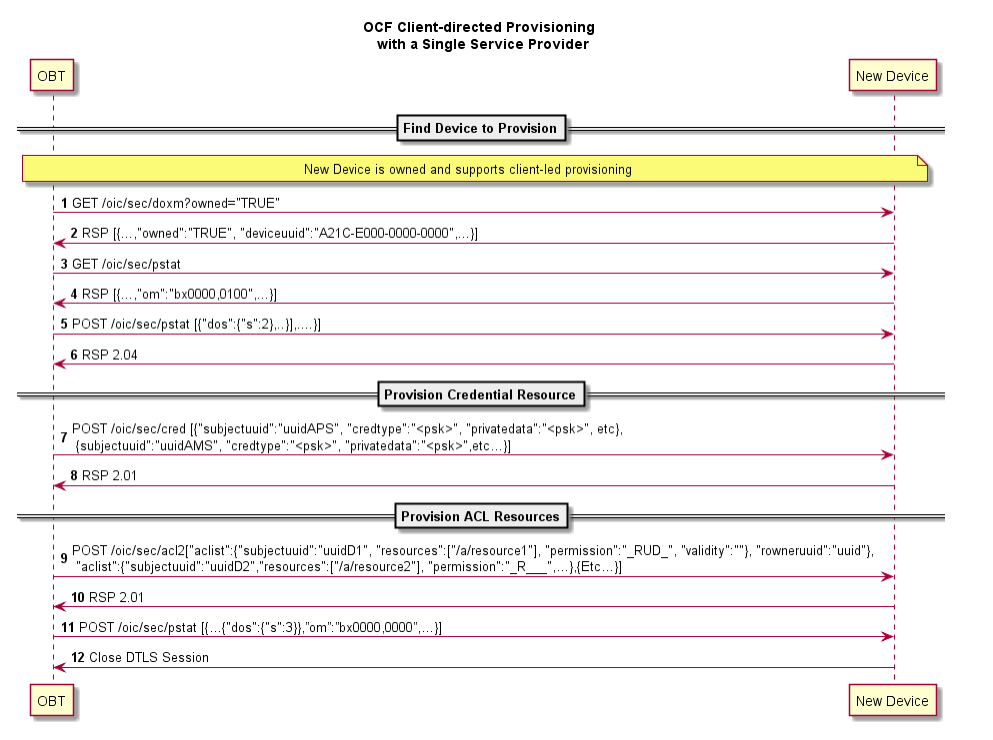 OCF Client-directed Provisioning
with a Single Service Provider
OBT New Device
Find Device to Provision
New Device is owned and supports client-led provisioning
1 GET /oic/sec/doxm?owned="TRUE"
2 RSP [{...,"owned":"TRUE", "deviceuuid":"A21C-E000-0000-0000",...}]
3 GET /oic/sec/pstat
4 RSP [{...,"om":"bx0000,0100",...}]
5 POST /oic/sec/pstat [{"dos":{"s":2},..}],....}]
6 RSP 2.04
Provision Credential Resource
7 POST /oic/sec/cred [{"subjectuuid":"uuidAPS", "credtype":"<psk>", "privatedata":"<psk>", etc},
{subjectuuid":"uuidAMS", "credtype":"<psk>", "privatedata":"<psk>",etc...}]
8 RSP 2.01
Provision ACL Resources
9 POST /oic/sec/acl2["aclist":{"subjectuuid":"uuidD1", "resources":["/a/resource1"], "permission":"_RUD_", "validity":""}, "rowneruuid":"uuid"},
"aclist":{"subjectuuid":"uuidD2","resources":["/a/resource2"], "permission":"_R___",...},{Etc...}]
10 RSP 2.01
11 POST /oic/sec/pstat [{...{"dos":{"s":3}},"om":"bx0000,0000",...}]
12 Close DTLS Session
OBT New Device